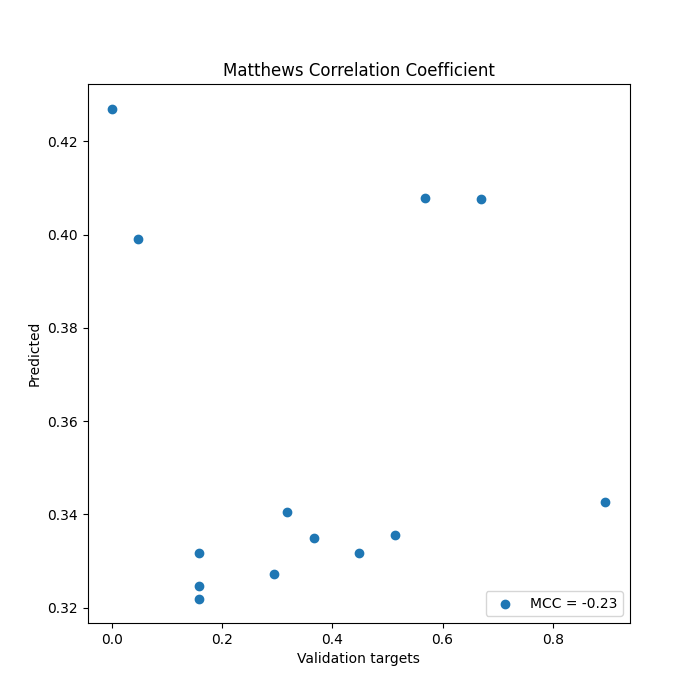 Matthews Correlation Coefficient
0.42
0.40
0.38
0.36
0.34
0.32
Predicted
MCC = -0.23
0.0 0.2 0.4 0.6 0.8
Validation targets